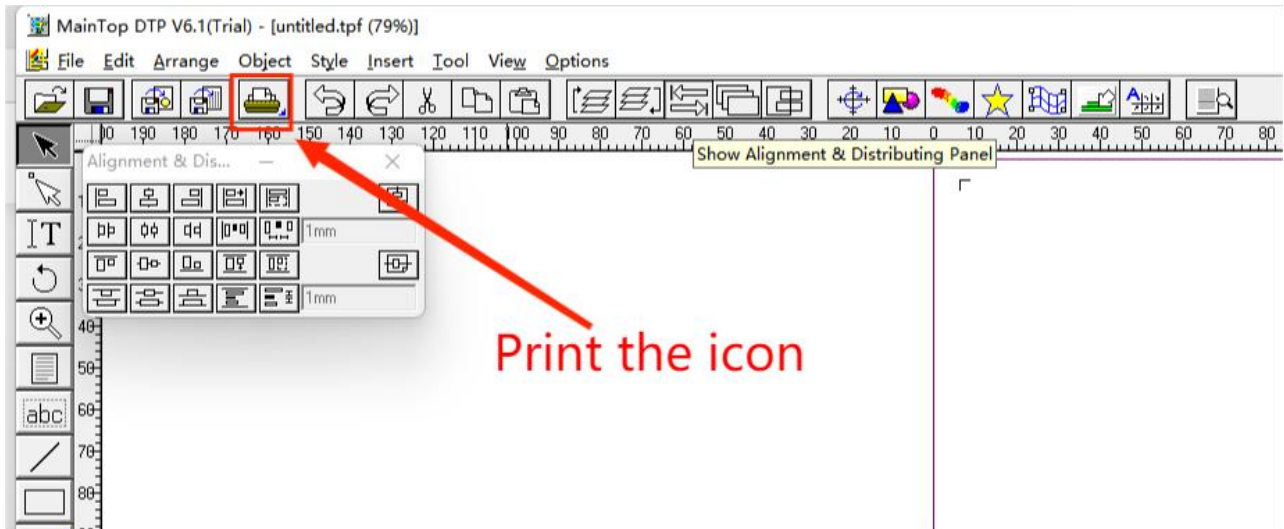 MainTop DTP V6.1(Trial) - [untitled.tpf (79%)]
File Edit Arrange Object Style Insert Tool View Options
190 180 170 160 150 140 130 120 110 100 90 80 70 60 50 40 30 20 10 0 10 20 30 40 50 60 70 80
Alignment & Dis...
Show Alignment & Distributing Panel
T
1mm
1mm
40
Print the icon
50
abc
60
70
80